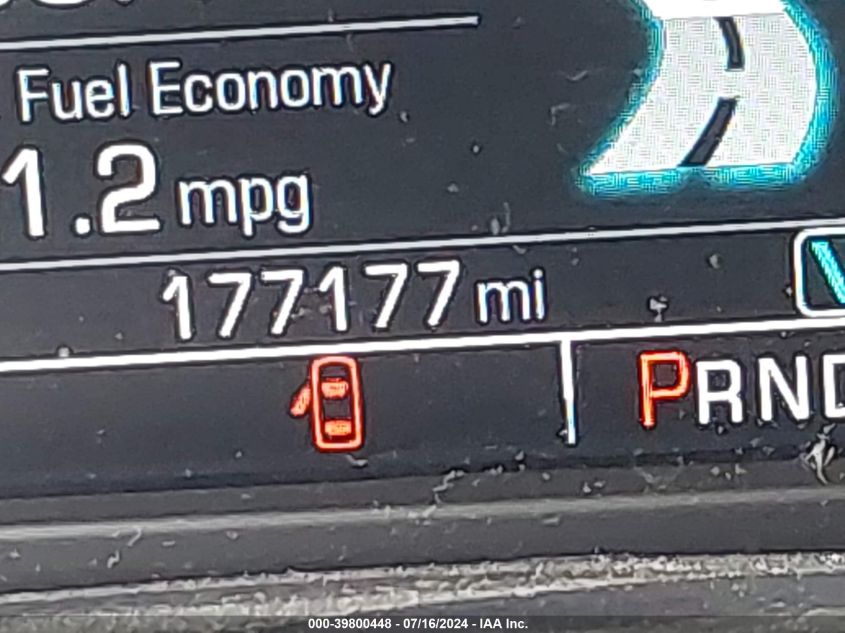 Fuel Economy
1.2 mpg
177177 mi
PRND
000-39800448 - 07/16/2024 - IAA Inc.